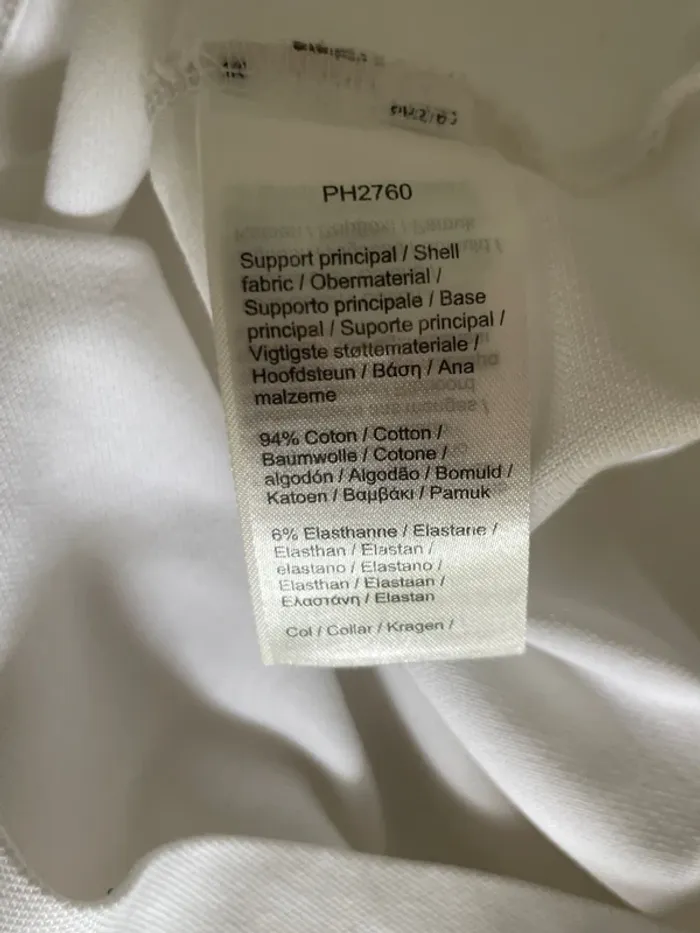 PH2760
Support principal / Shell
fabric / Obermaterial /
Supporto principale / Base
principal / Suporte principal /
Vigtigste støttemateriale /
Hoofdsteun / Βάση / Ana
malzeme
94% Coton / Cotton /
Baumwolle / Cotone /
algodón / Algodão / Bomuld /
Katoen / Βαμβάκι / Pamuk
6% Elasthanne / Elastane /
Elasthan / Elastan /
elastano / Elastano /
Elasthan / Elastaan /
Ελαστάνη / Elastan
Col / Collar / Kragen /